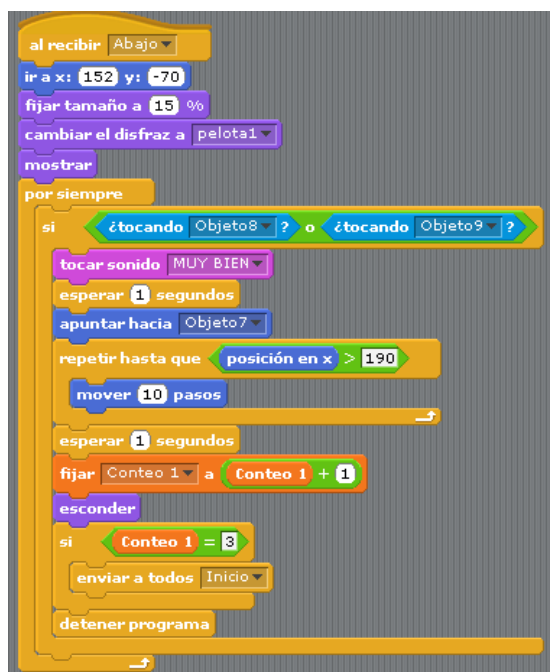 al recibir Abajo
ir a x: 152 y: -70
fijar tamaño a 15 %
cambiar el disfraz a pelota1
mostrar
por siempre
si ¿tocando Objeto8 ? o ¿tocando Objeto9 ?
tocar sonido MUY BIEN
esperar 1 segundos
apuntar hacia Objeto7
repetir hasta que posición en x > 190
mover 10 pasos
esperar 1 segundos
fijar Conteo 1 a Conteo 1 + 1
esconder
si Conteo 1 = 3
enviar a todos Inicio
detener programa